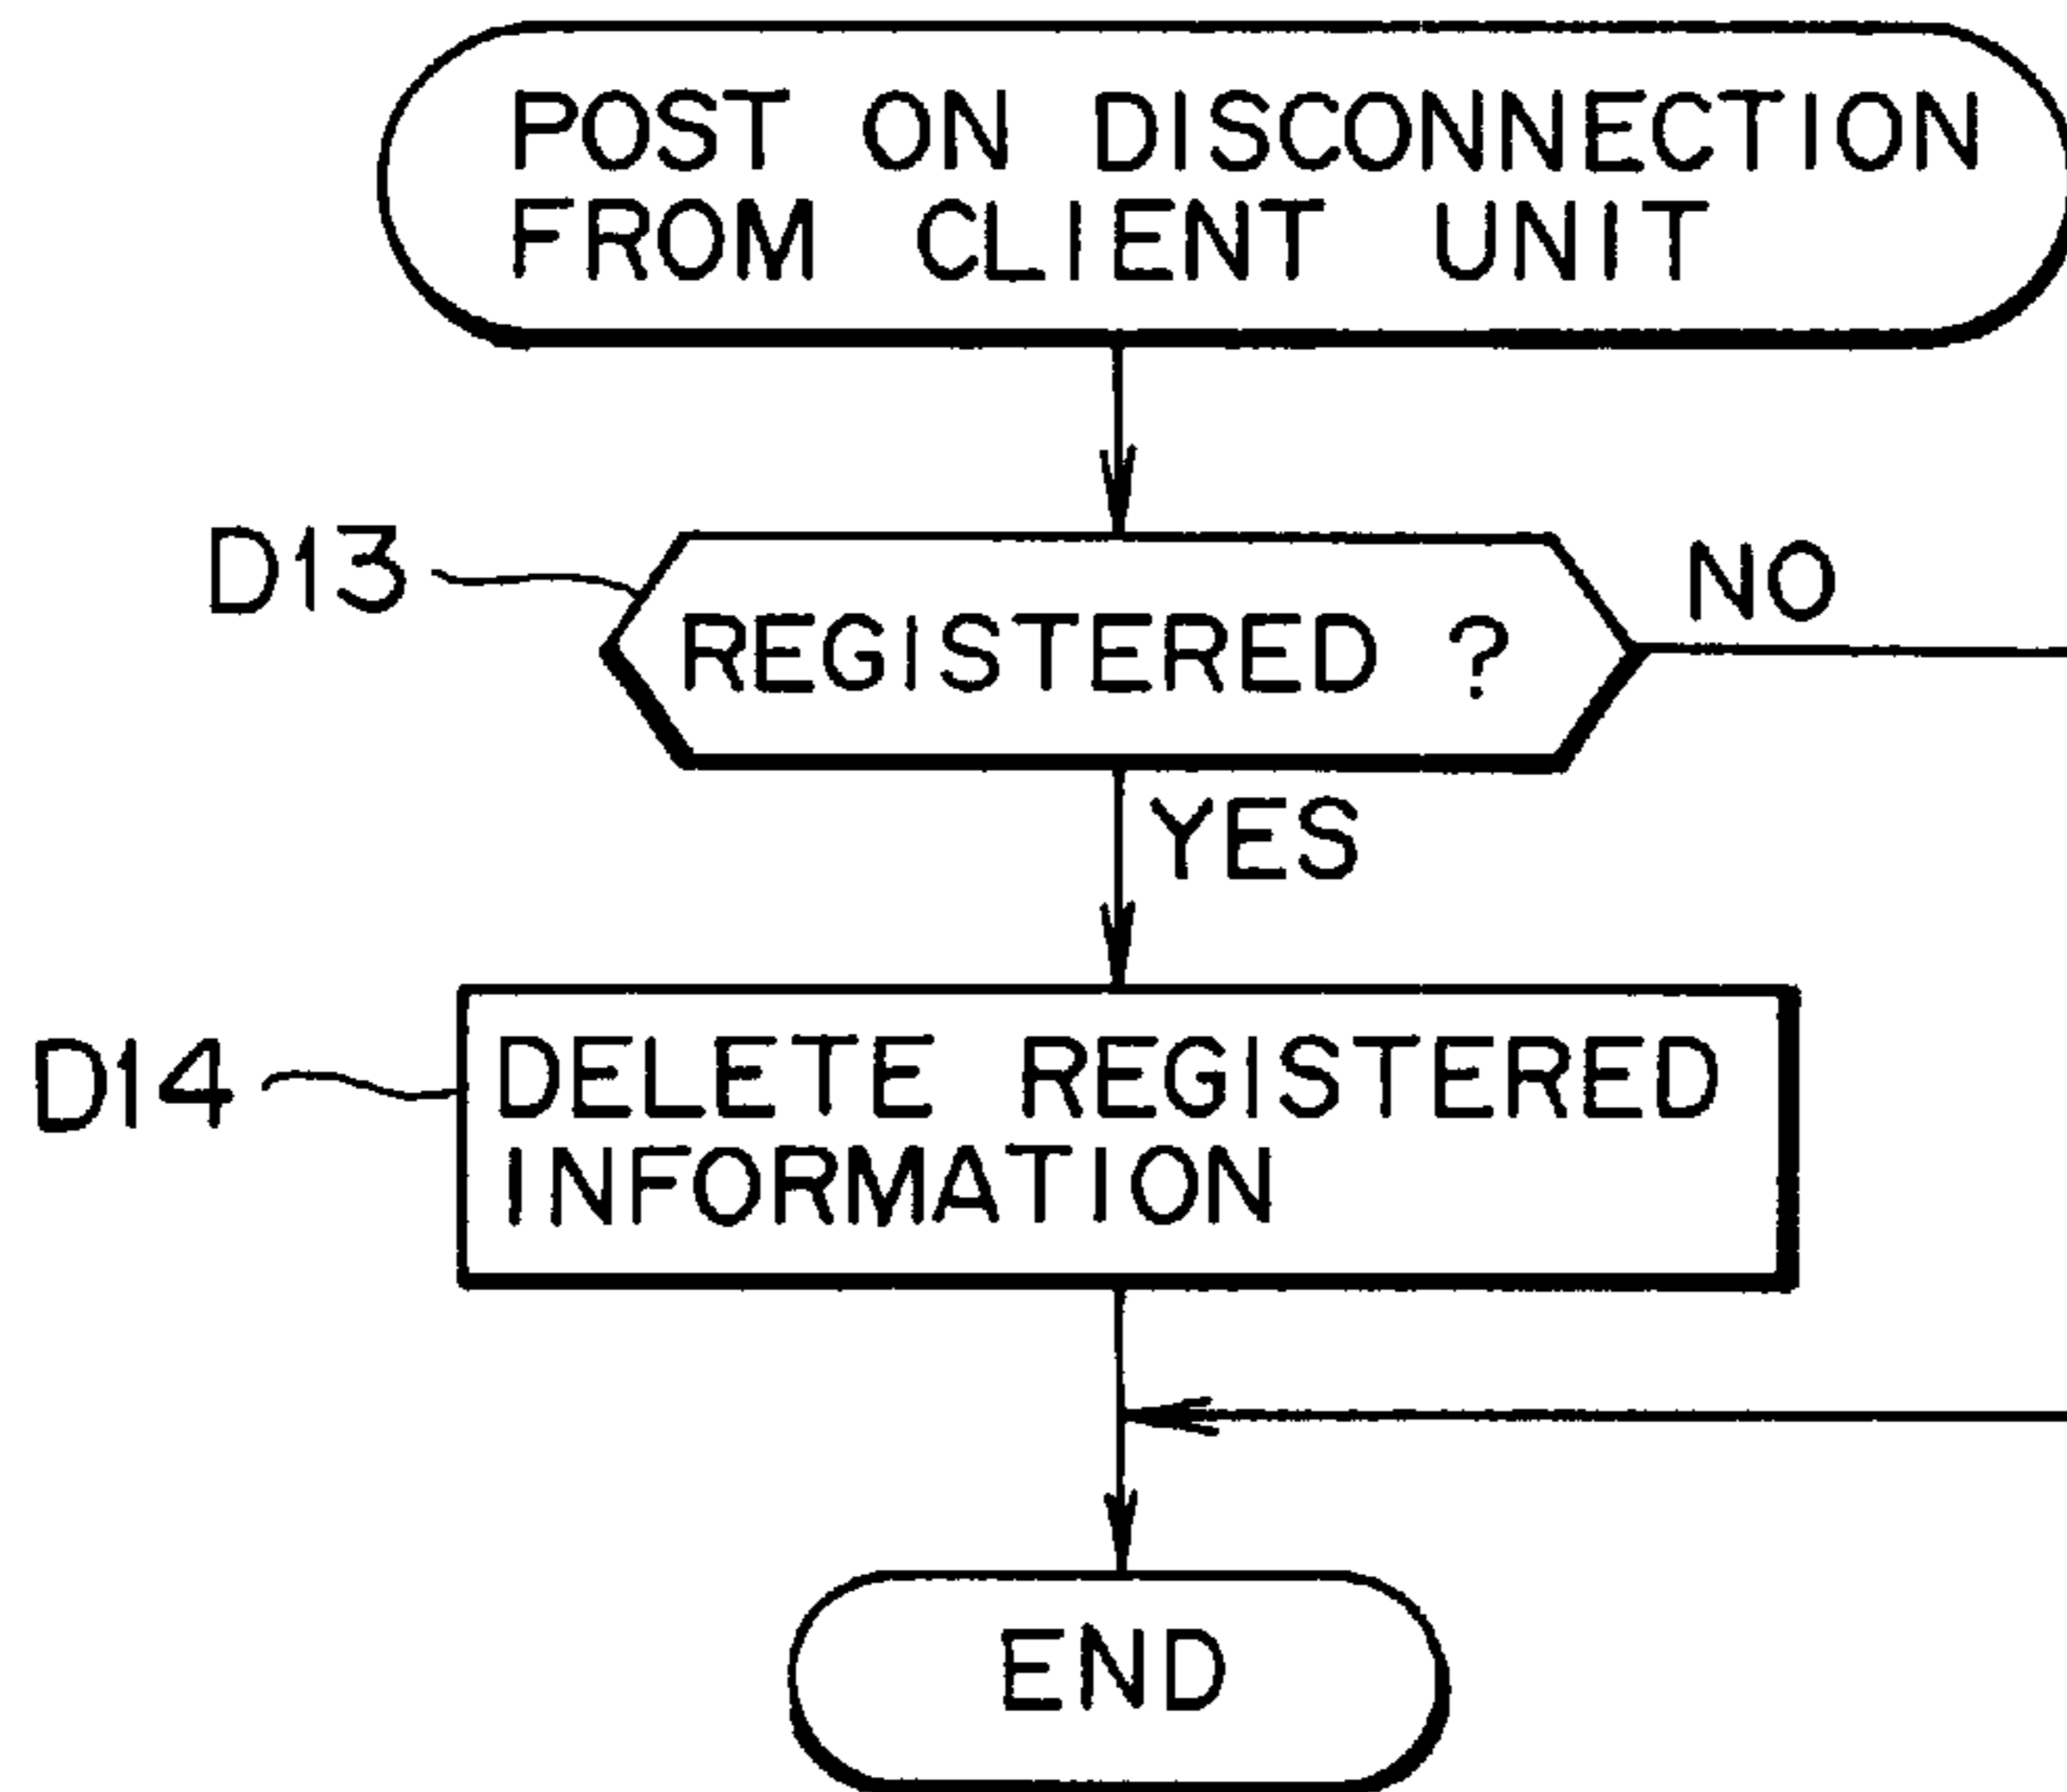 POST ON DISCONNECTION
FROM CLIENT UNIT
D13
REGISTERED ?
NO
YES
D14
DELETE REGISTERED
INFORMATION
END